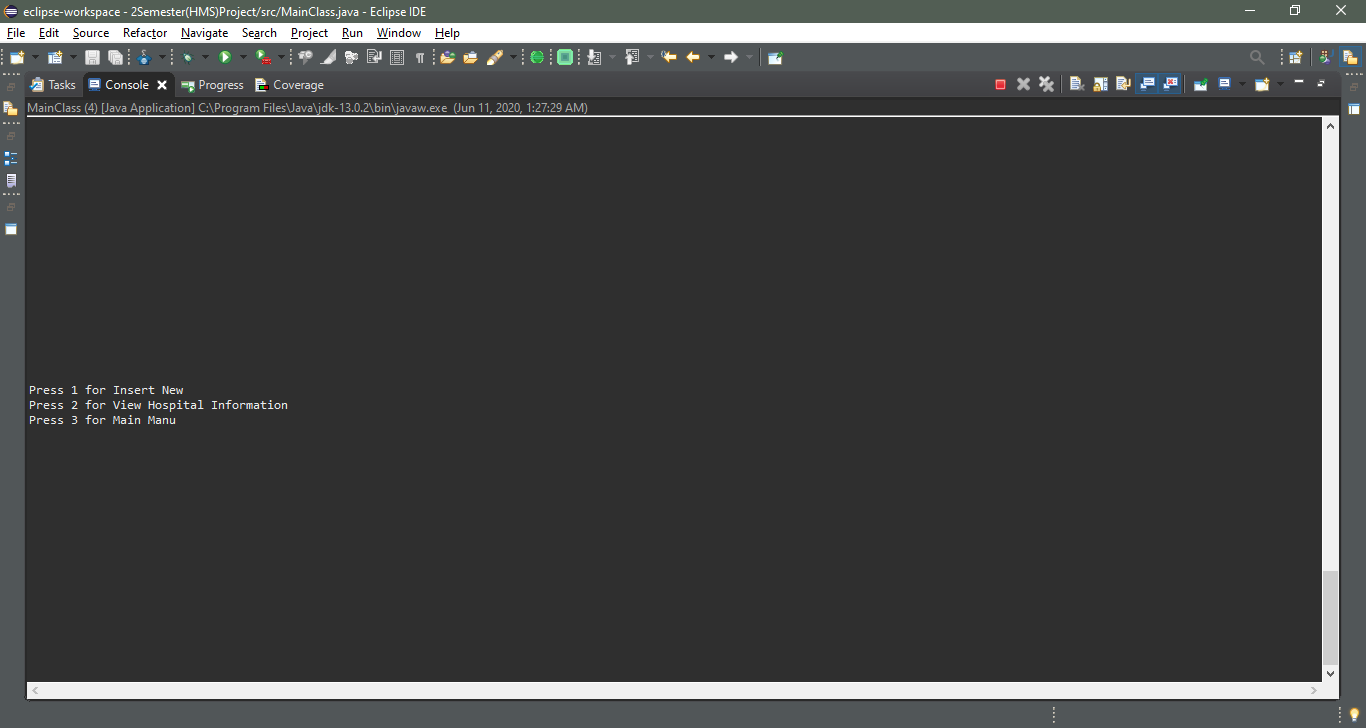 eclipse-workspace - 2Semester(HMS)Project/src/MainClass.java - Eclipse IDE
File Edit Source Refactor Navigate Search Project Run Window Help
Tasks Console Progress Coverage
MainClass (4) [Java Application] C:\Program Files\Java\jdk-13.0.2\bin\javaw.exe (Jun 11, 2020, 1:27:29 AM)
Press 1 for Insert New
Press 2 for View Hospital Information
Press 3 for Main Manu